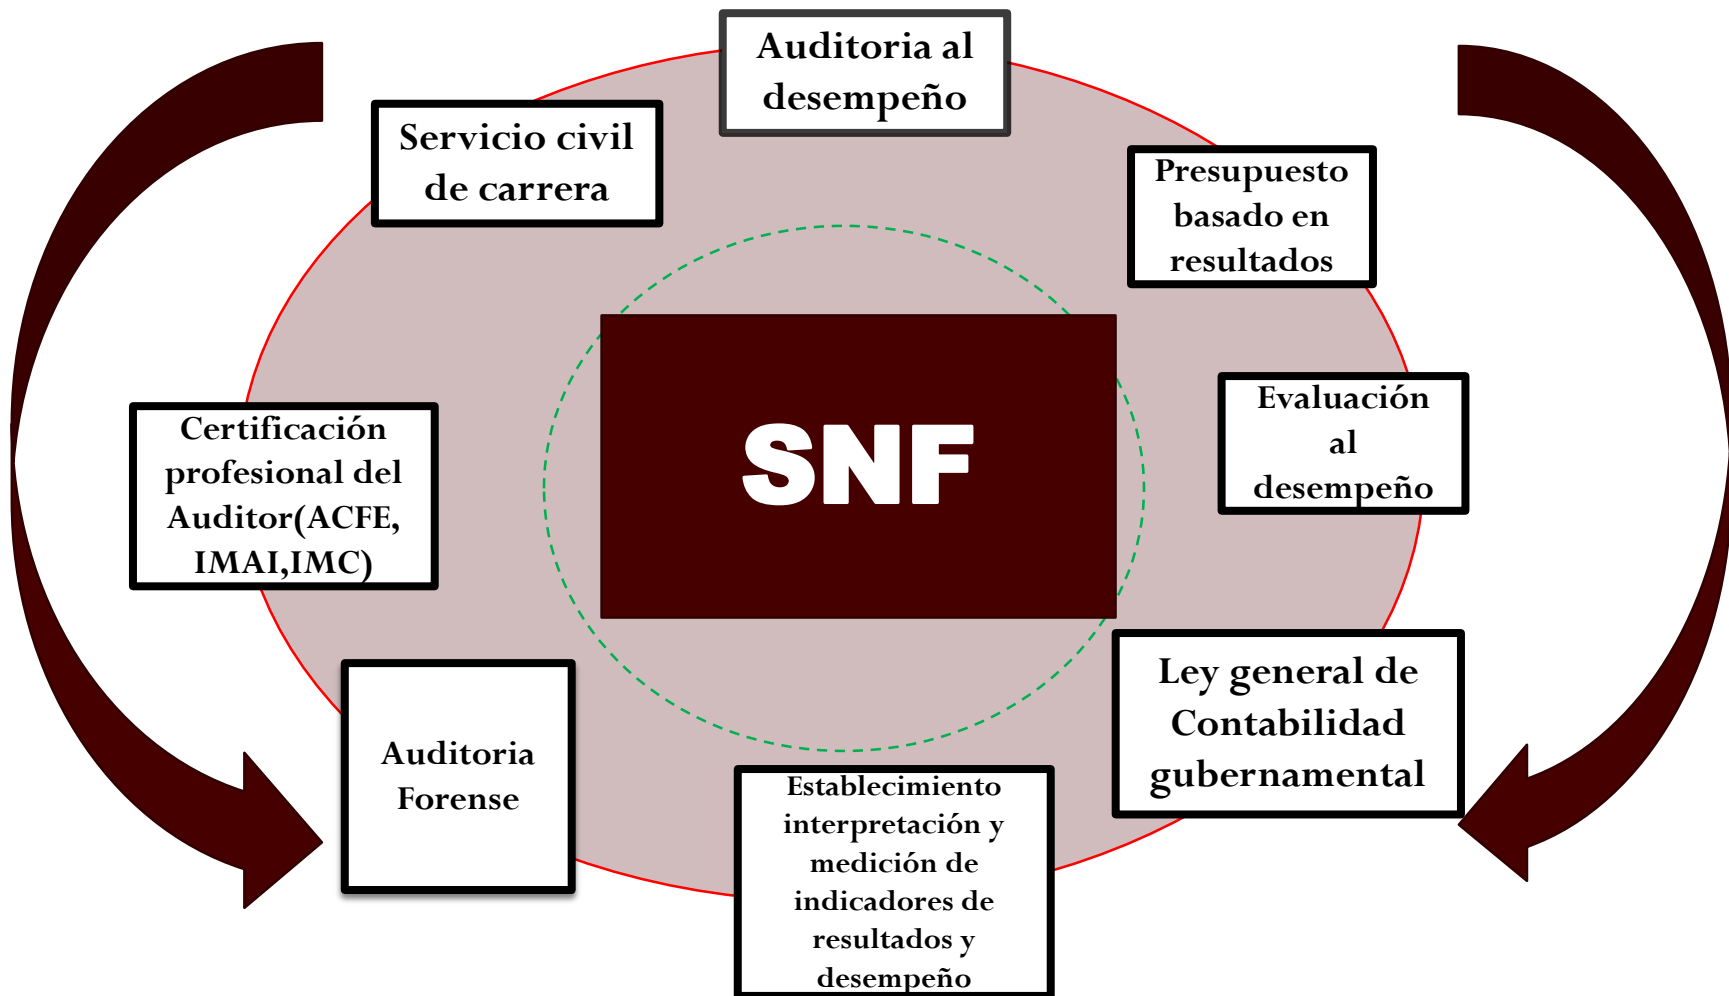 Auditoria al
desempeño
Servicio civil
de carrera
Presupuesto
basado en
resultados
SNF
Evaluación
al
desempeño
Certificación
profesional del
Auditor(ACFE,
IMAI,IMC)
Ley general de
Contabilidad
gubernamental
Auditoria
Forense
Establecimiento
interpretación y
medición de
indicadores de
resultados y
desempeño